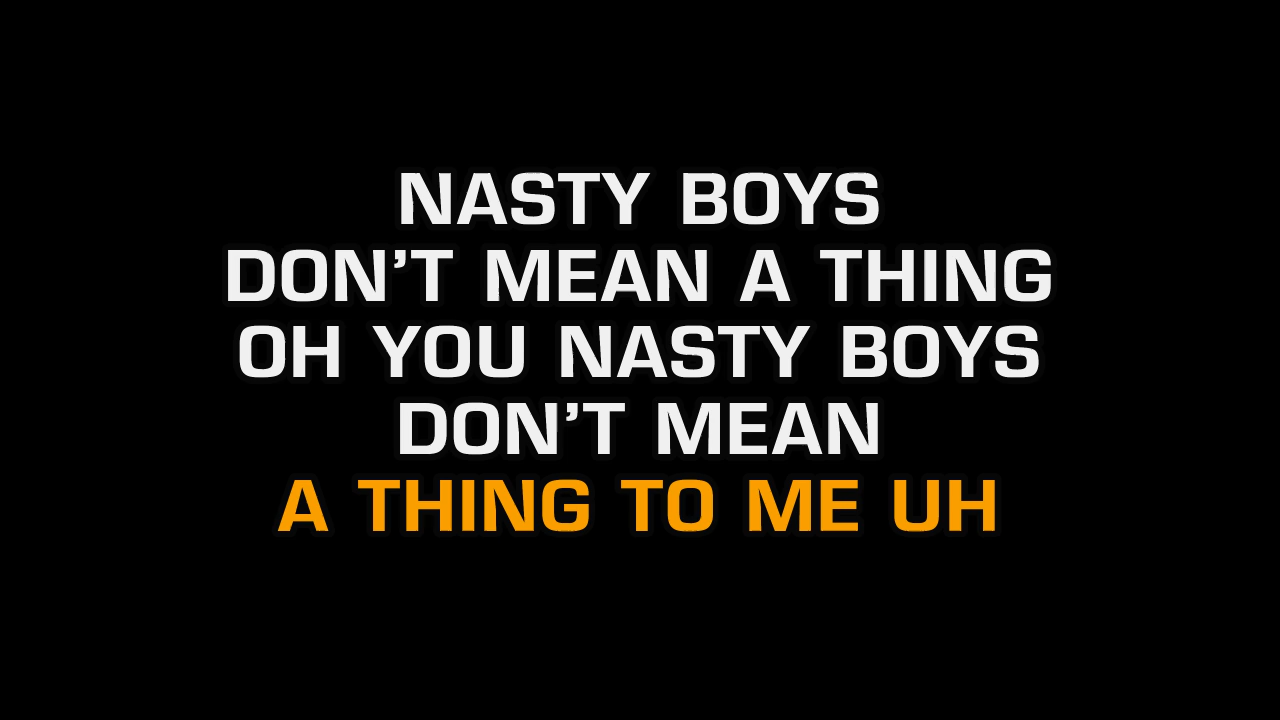 NASTY BOYS
DON’T MEAN A THING
OH YOU NASTY BOYS
DON’T MEAN
A THING TO ME UH